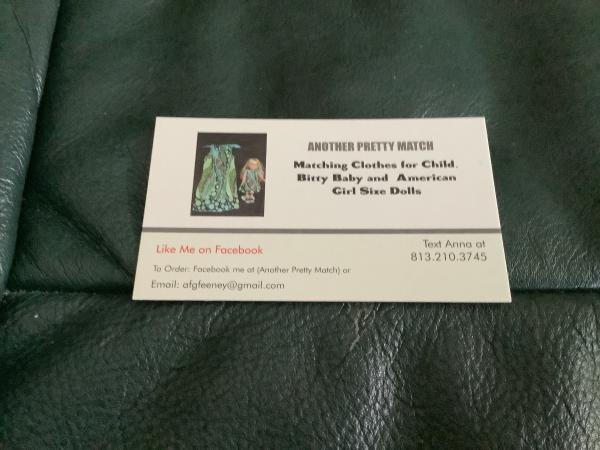 ANOTHER PRETTY MATCH
Matching Clothes for Child,
Bitty Baby and American
Girl Size Dolls
Like Me on Facebook
To Order: Facebook me at (Another Pretty Match) or
Email: afgfeeney@gmail.com
Text Anna at
813.210.3745